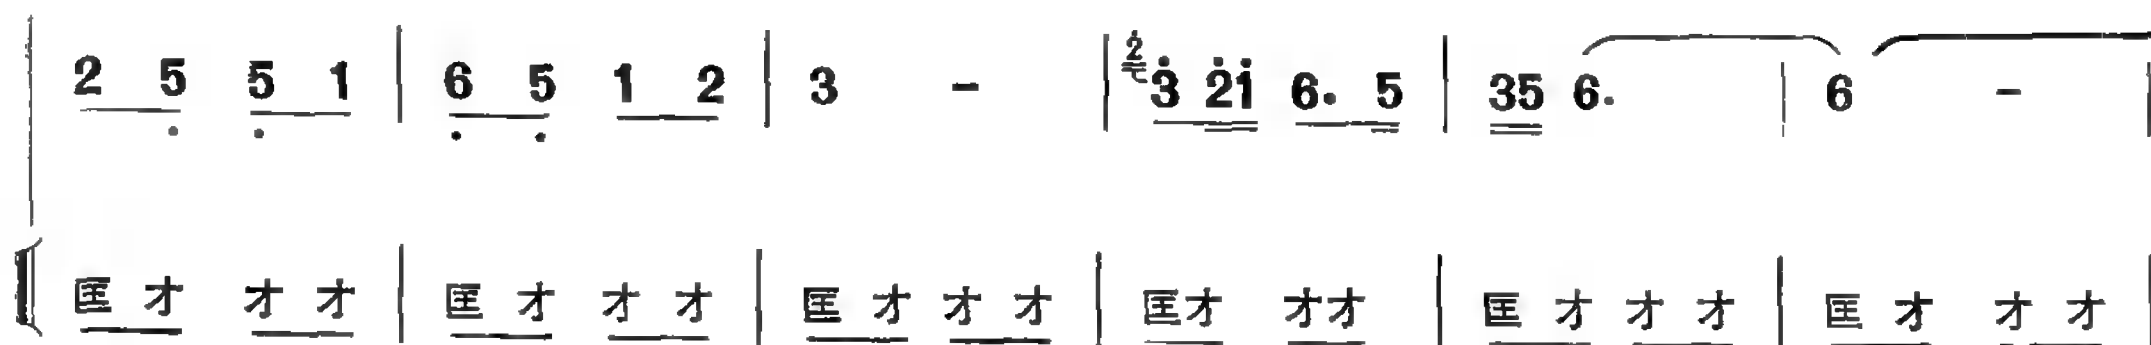 2 5 5 1 | 6 5 1 2 | 3 - | 2 3 21 6. 5 | 35 6. | 6 - |
匡 才 才 才 | 匡 才 才 才 | 匡 才 才 才 | 匡 才 才 才 | 匡 才 才 才 | 匡 才 才 才 |